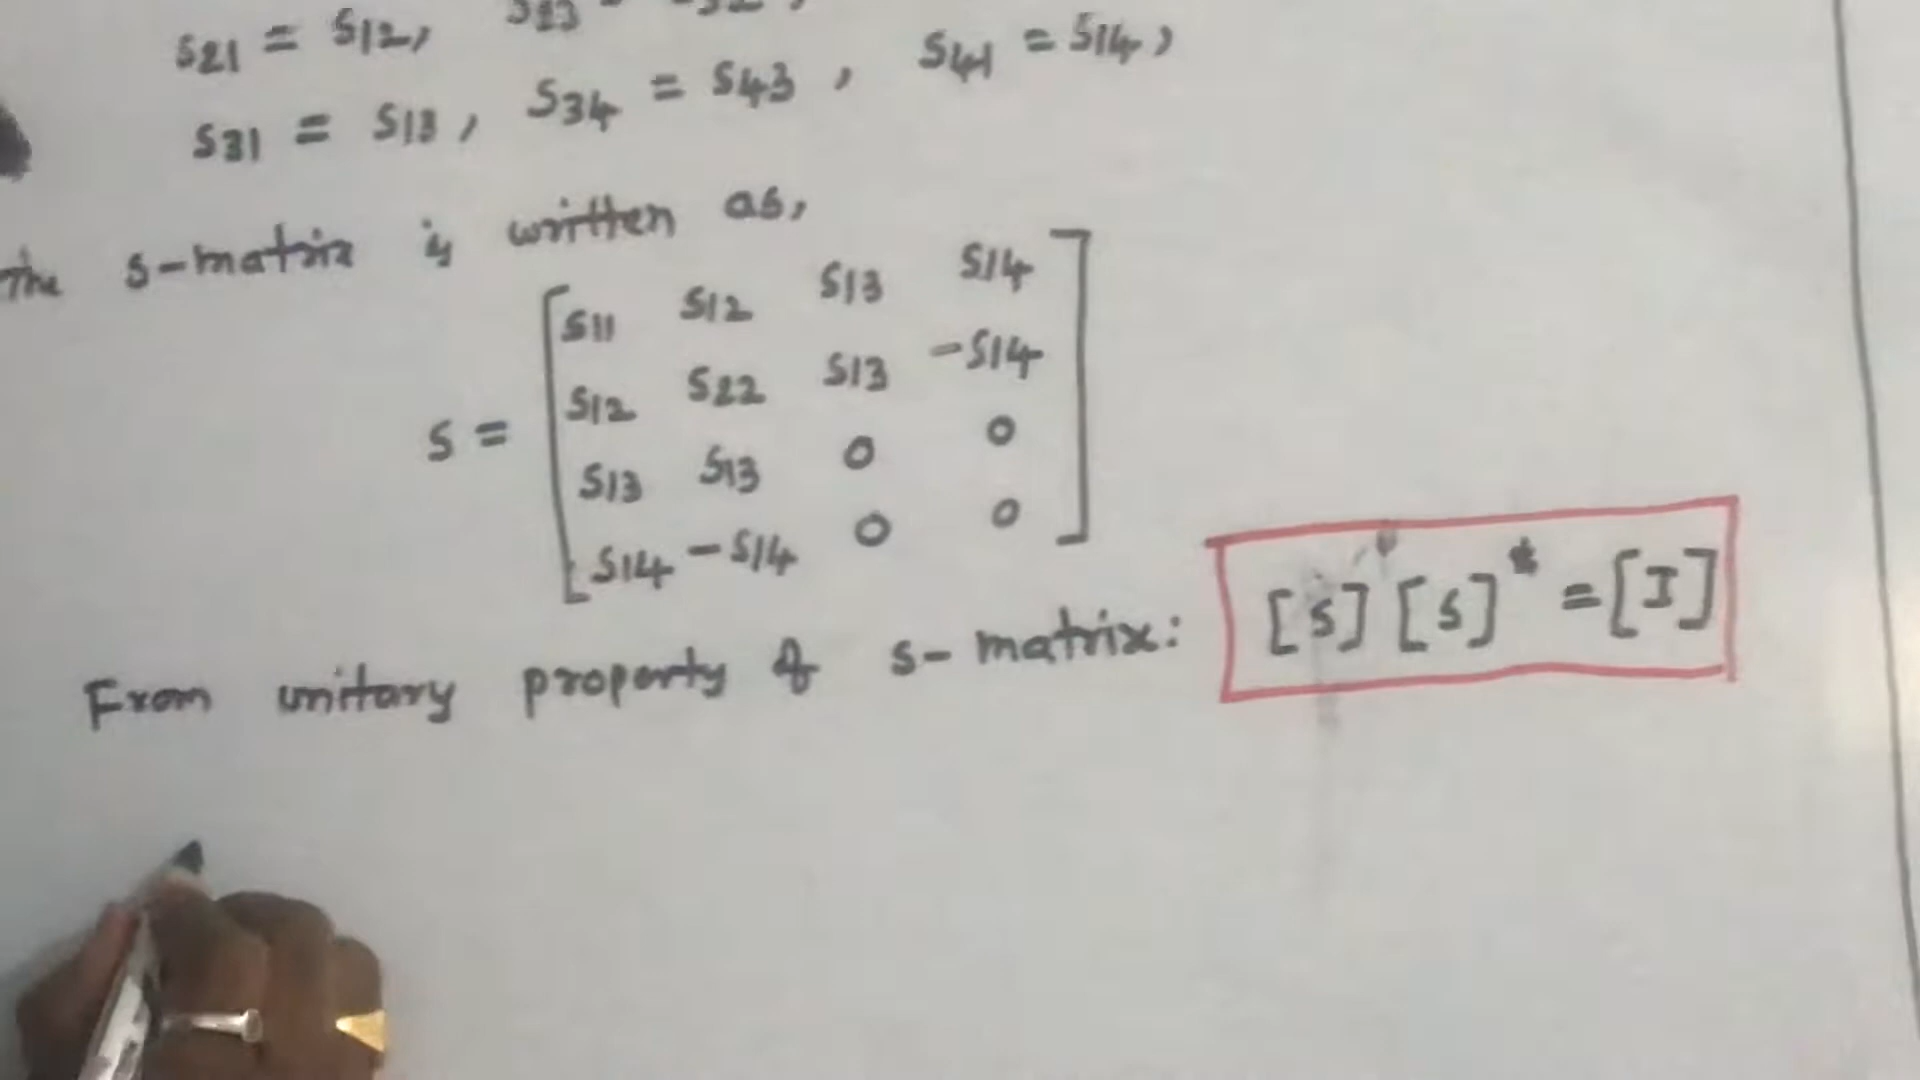 S21 = S12, S23
S31 = S13, S34 = S43, S41 = S14,
The S-matrix is written as,
S11 S12 S13 S14
S12 S22 S13 -S14
S = S13 S13 0 0
S14 -S14 0 0
From unitary property of S-matrix: [S] [S]* = [I]